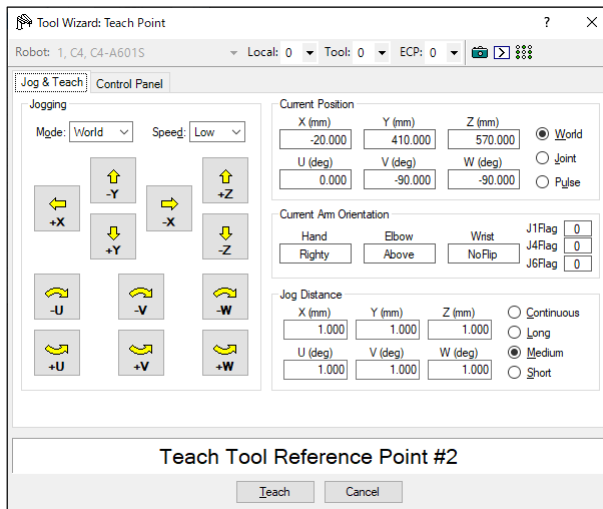 Tool Wizard: Teach Point
Robot: 1, C4, C4-A601S Local: 0 Tool: 0 ECP: 0
Jog & Teach Control Panel
Jogging
Mode: World Speed: Low
-Y +Z
+X -X
+Y -Z
-U -V -W
+U +V +W
Current Position
X (mm) Y (mm) Z (mm)
-20.000 410.000 570.000
U (deg) V (deg) W (deg)
0.000 -90.000 -90.000
World
Joint
Pulse
Current Arm Orientation
Hand Elbow Wrist
Righty Above NoFlip
J1Flag 0
J4Flag 0
J6Flag 0
Jog Distance
X (mm) Y (mm) Z (mm)
1.000 1.000 1.000
U (deg) V (deg) W (deg)
1.000 1.000 1.000
Continuous
Long
Medium
Short
Teach Tool Reference Point #2
Teach Cancel